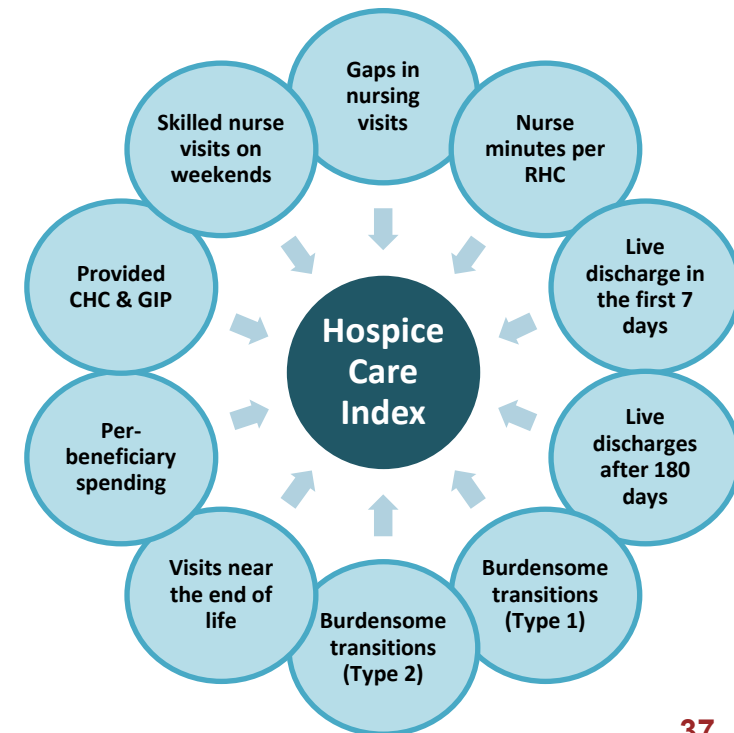 Gaps in
nursing
visits
Nurse
minutes per
RHC
Live
discharge in
the first 7
days
Live
discharges
after 180
days
Burdensome
transitions
(Type 1)
Burdensome
transitions
(Type 2)
Visits near
the end of
life
Per-
beneficiary
spending
Provided
CHC & GIP
Skilled nurse
visits on
weekends
Hospice
Care
Index
37